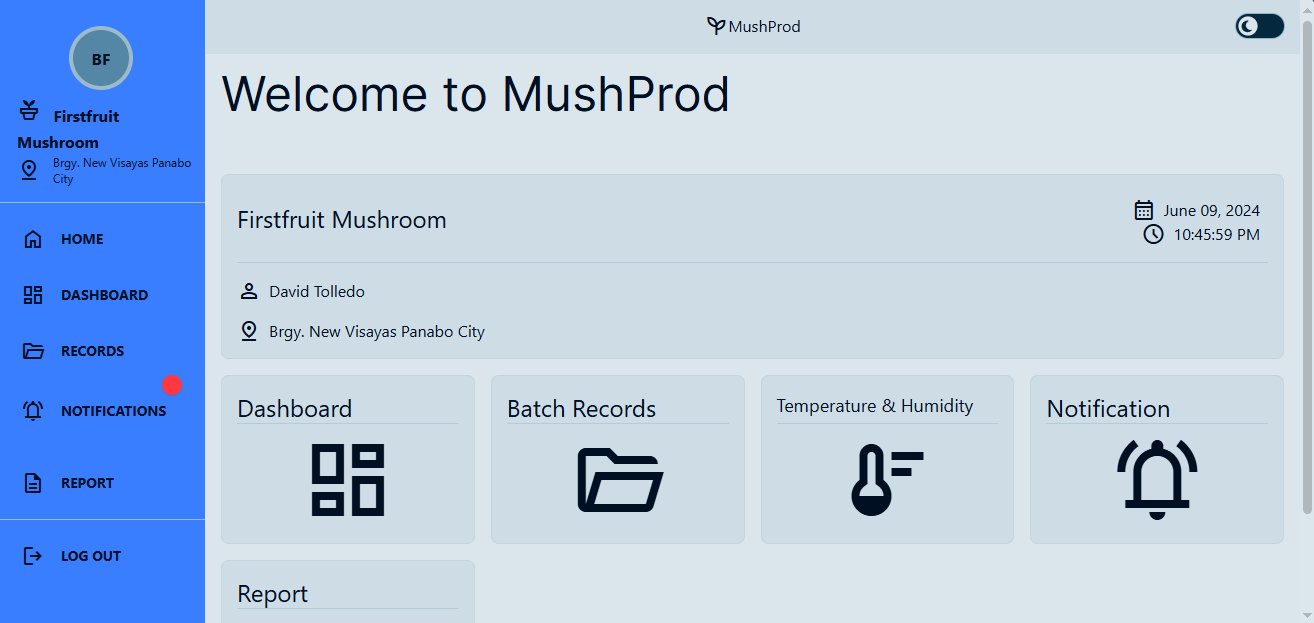 BF
Firstfruit
Mushroom
Brgy. New Visayas Panabo
City
HOME
DASHBOARD
RECORDS
NOTIFICATIONS
REPORT
LOG OUT
MushProd
Welcome to MushProd
Firstfruit Mushroom
June 09, 2024
10:45:59 PM
David Tolledo
Brgy. New Visayas Panabo City
Dashboard
Batch Records
Temperature & Humidity
Notification
Report